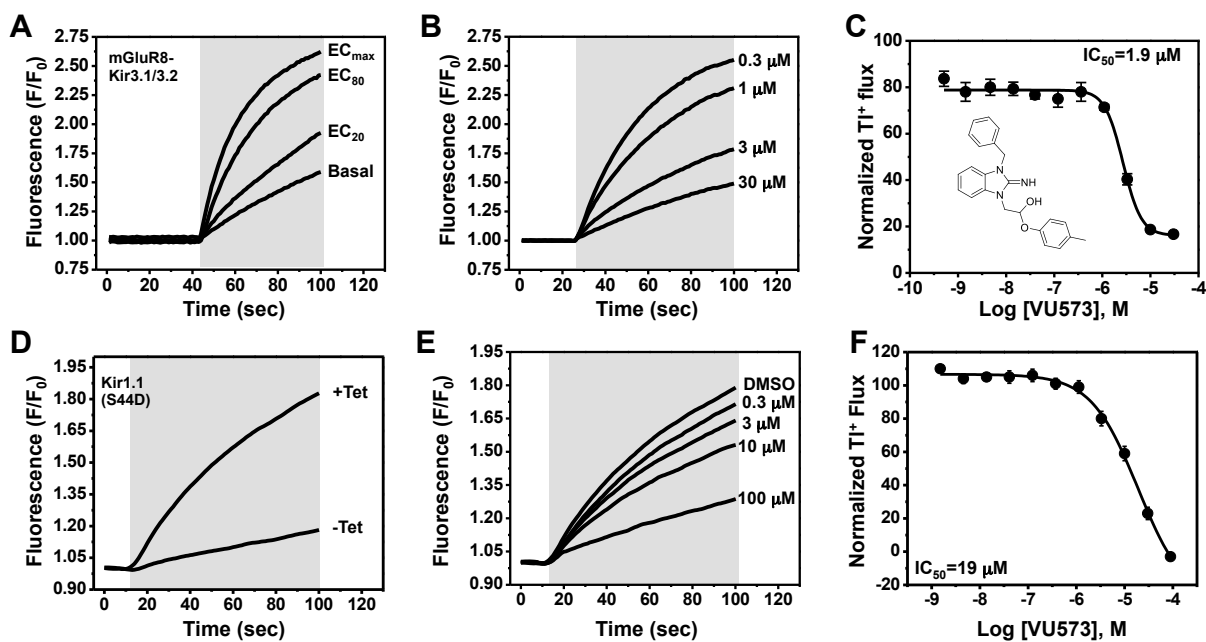 A
mGluR8-
Kir3.1/3.2
Fluorescence (F/F0)
2.75
2.50
2.25
2.00
1.75
1.50
1.25
1.00
0.75
ECmax
EC80
EC20
Basal
0 20 40 60 80 100 120
Time (sec)
B
Fluorescence (F/F0)
2.75
2.50
2.25
2.00
1.75
1.50
1.25
1.00
0.75
0.3 μM
1 μM
3 μM
30 μM
0 20 40 60 80 100 120
Time (sec)
C
IC50=1.9 μM
Normalized Tl+ flux
100
80
60
40
20
0
N
NH
N
OH
O
-10 -9 -8 -7 -6 -5 -4
Log [VU573], M
D
Kir1.1
(S44D)
Fluorescence (F/F0)
1.95
1.80
1.65
1.50
1.35
1.20
1.05
0.90
+Tet
-Tet
0 20 40 60 80 100 120
Time (sec)
E
Fluorescence (F/F0)
1.95
1.80
1.65
1.50
1.35
1.20
1.05
0.90
DMSO
0.3 μM
3 μM
10 μM
100 μM
0 20 40 60 80 100 120
Time (sec)
F
Normalized Tl+ Flux
120
100
80
60
40
20
0
-20
IC50=19 μM
-9 -8 -7 -6 -5 -4
Log [VU573], M